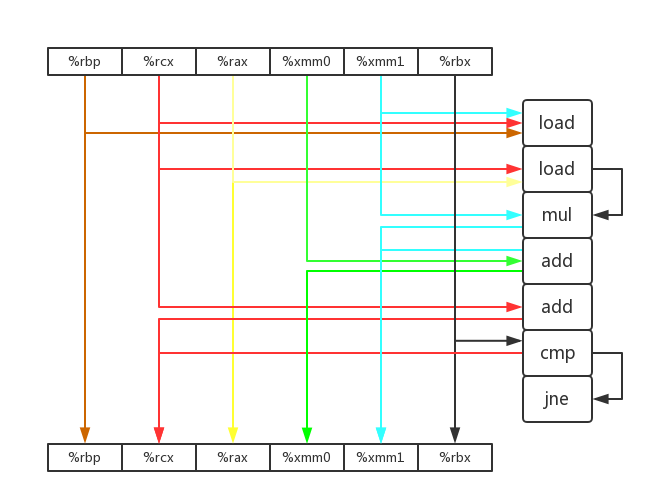 %rbp %rcx %rax %xmm0 %xmm1 %rbx
load
load
mul
add
add
cmp
jne
%rbp %rcx %rax %xmm0 %xmm1 %rbx